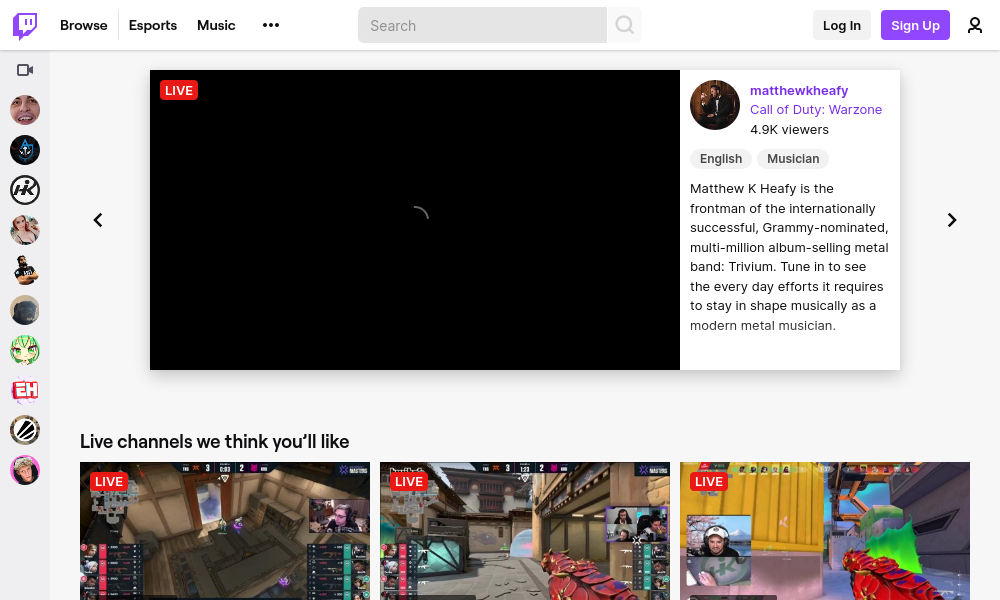 Browse
Esports
Music
Search
Log In
Sign Up
LIVE
matthewkheafy
Call of Duty: Warzone
4.9K viewers
English
Musician
Matthew K Heafy is the
frontman of the internationally
successful, Grammy-nominated,
multi-million album-selling metal
band: Trivium. Tune in to see
the every day efforts it requires
to stay in shape musically as a
modern metal musician.
HK
EH
Live channels we think you'll like
LIVE
LIVE
LIVE